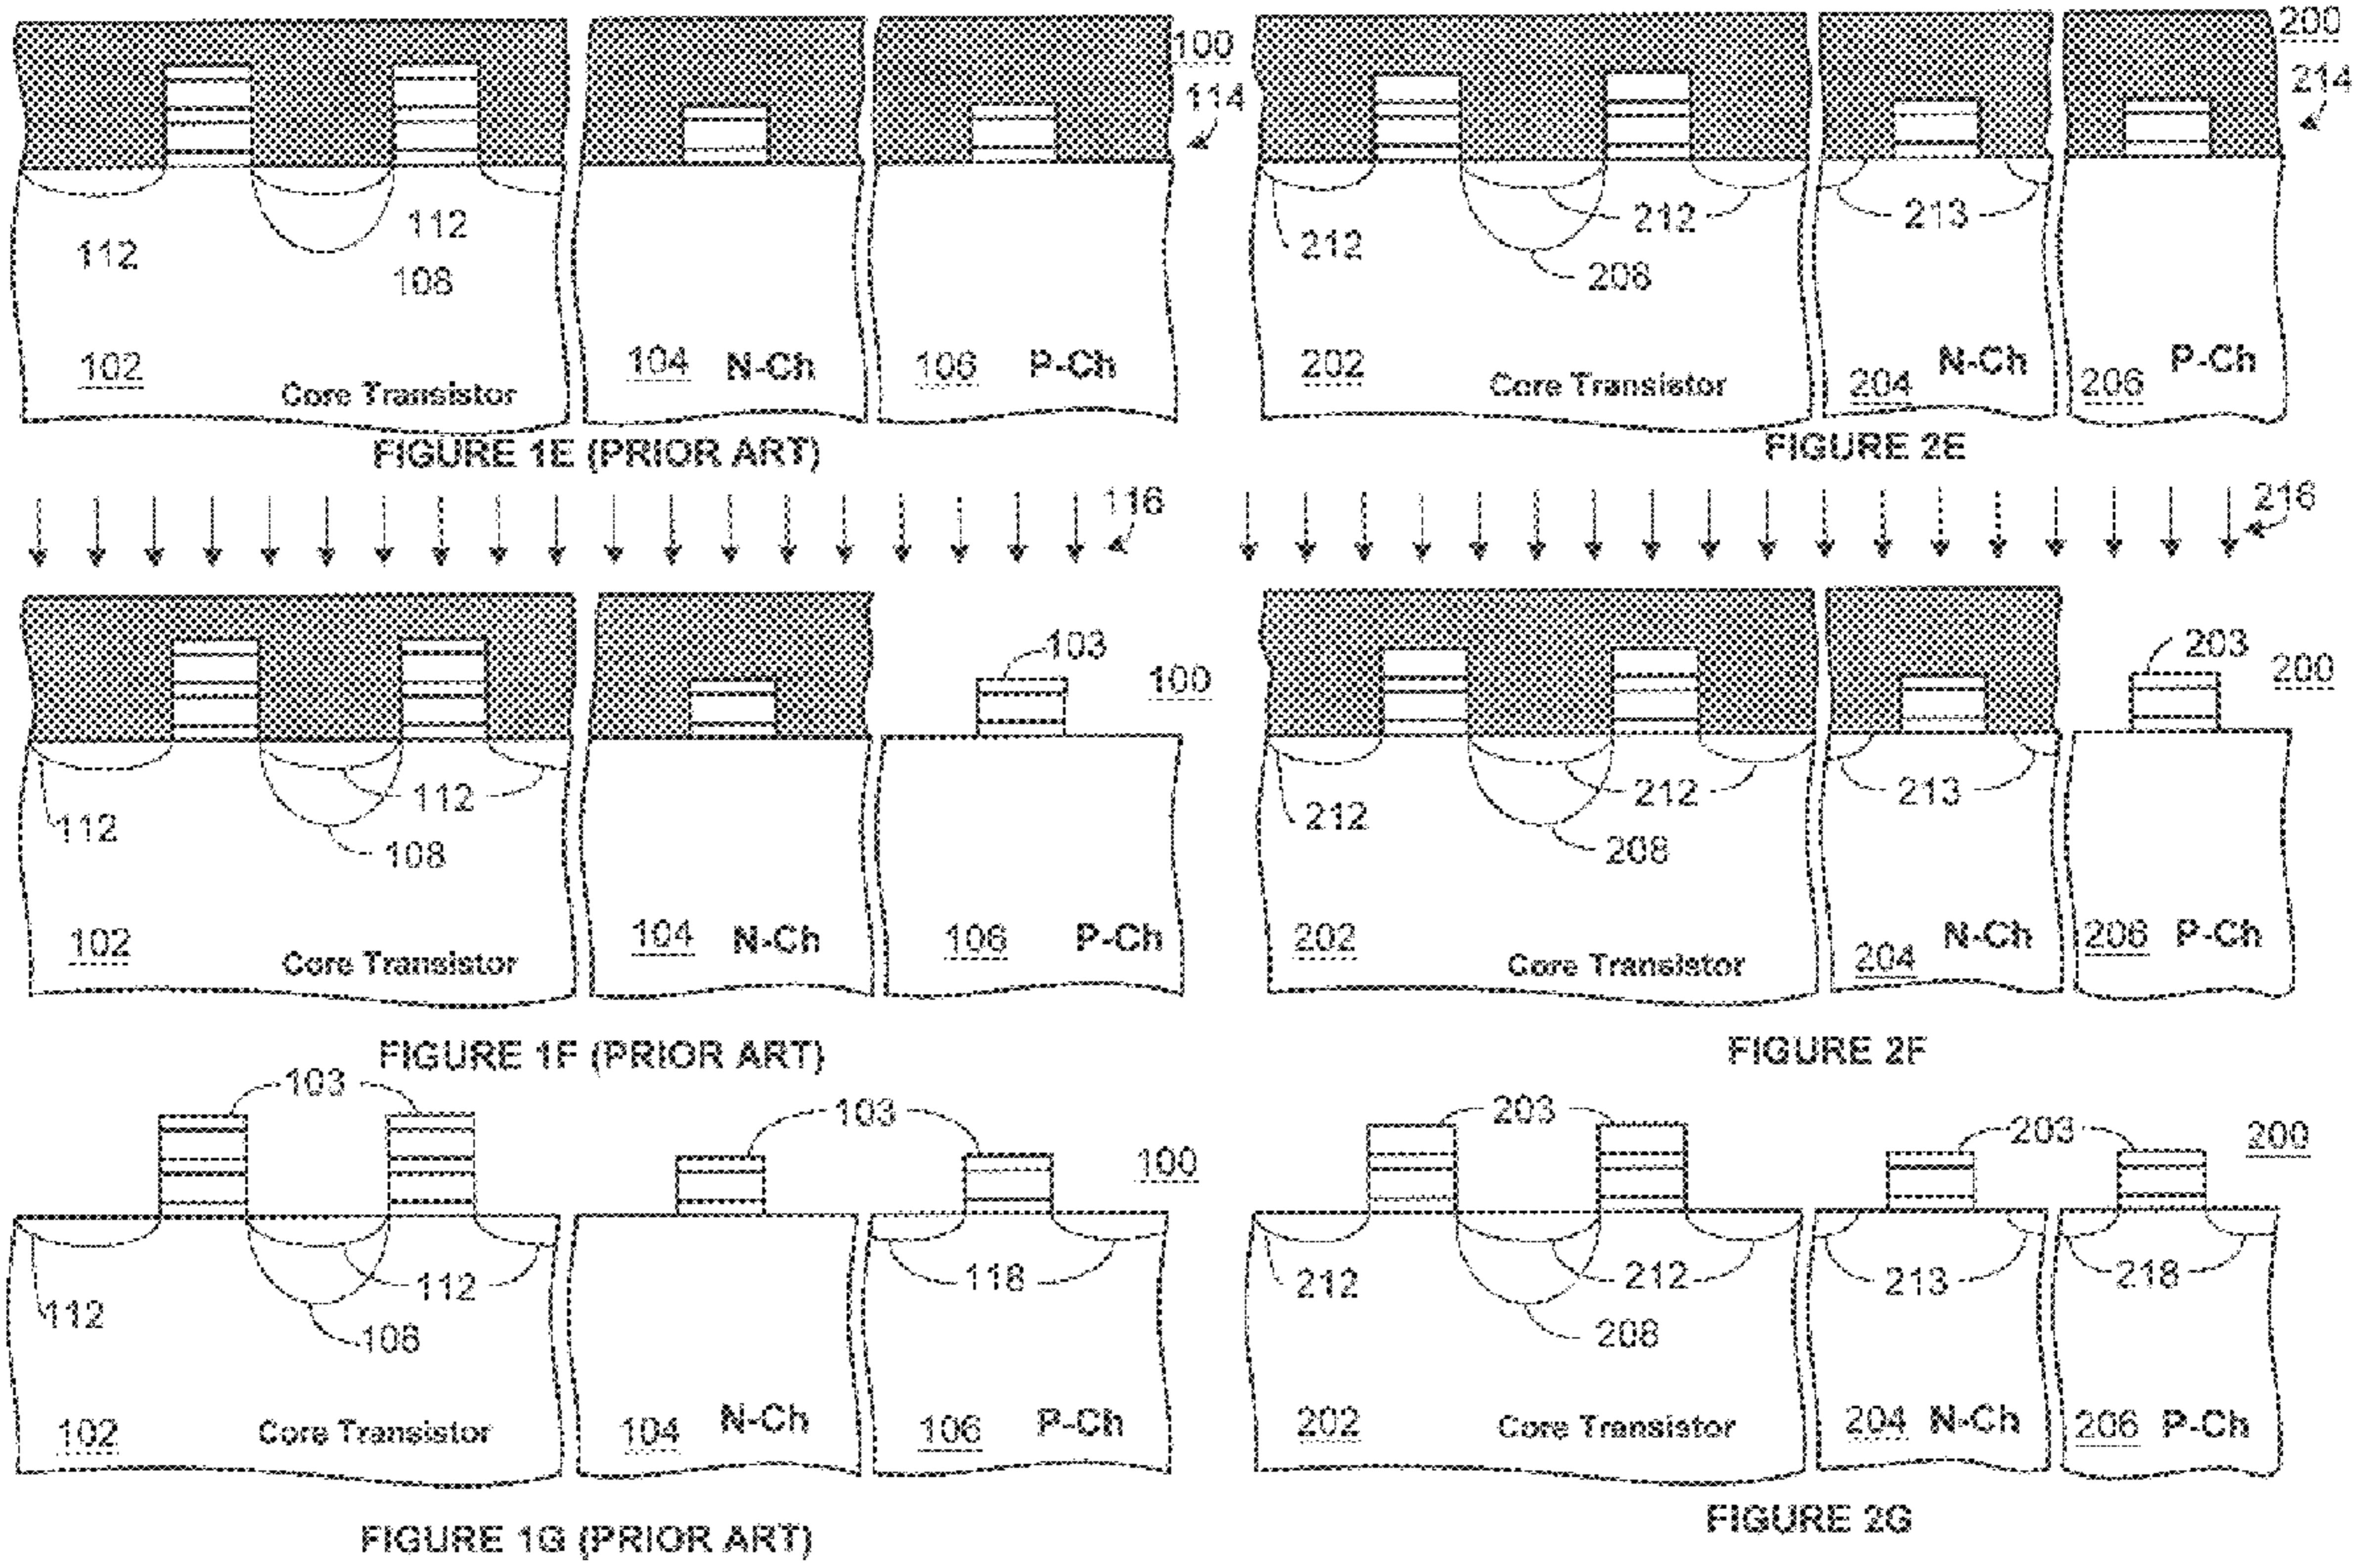 100
114
112
112
108
102
Core Transistor
104 N-Ch
106 P-Ch
FIGURE 1E (PRIOR ART)
200
214
212
212
208
213
202
Core Transistor
204 N-Ch
206 P-Ch
FIGURE 2E
116
103
100
112
112
108
102
Core Transistor
104 N-Ch
106 P-Ch
FIGURE 1F (PRIOR ART)
216
203
200
212
212
208
213
202
Core Transistor
204 N-Ch
206 P-Ch
FIGURE 2F
103
103
100
112
112
106
118
102
Core Transistor
104 N-Ch
106 P-Ch
FIGURE 1G (PRIOR ART)
203
203
200
212
212
208
213
218
202
Core Transistor
204 N-Ch
206 P-Ch
FIGURE 2G